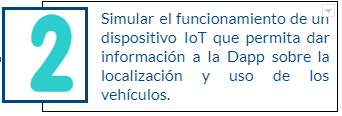 2
Simular el funcionamiento de un
dispositivo IoT que permita dar
información a la Dapp sobre la
localización y uso de los
vehículos.